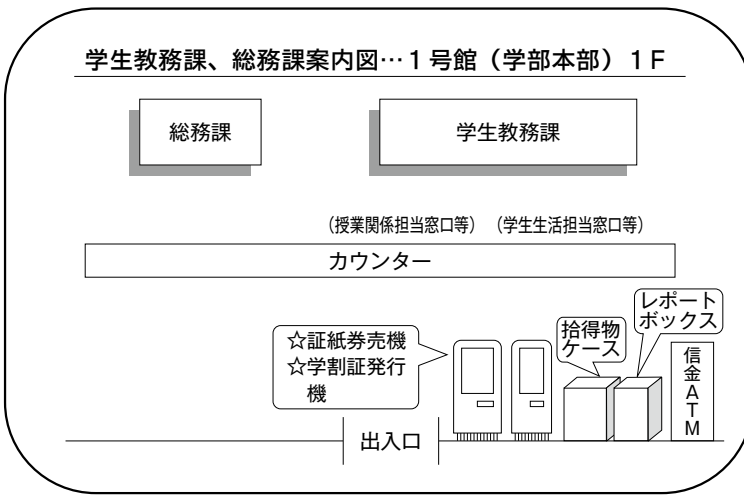 学生教務課、総務課案内図…1号館（学部本部）1F
総務課
学生教務課
（授業関係担当窓口等）（学生生活担当窓口等）
カウンター
☆証紙券売機
☆学割証発行
機
拾得物
ケース
レポート
ボックス
信金ATM
出入口